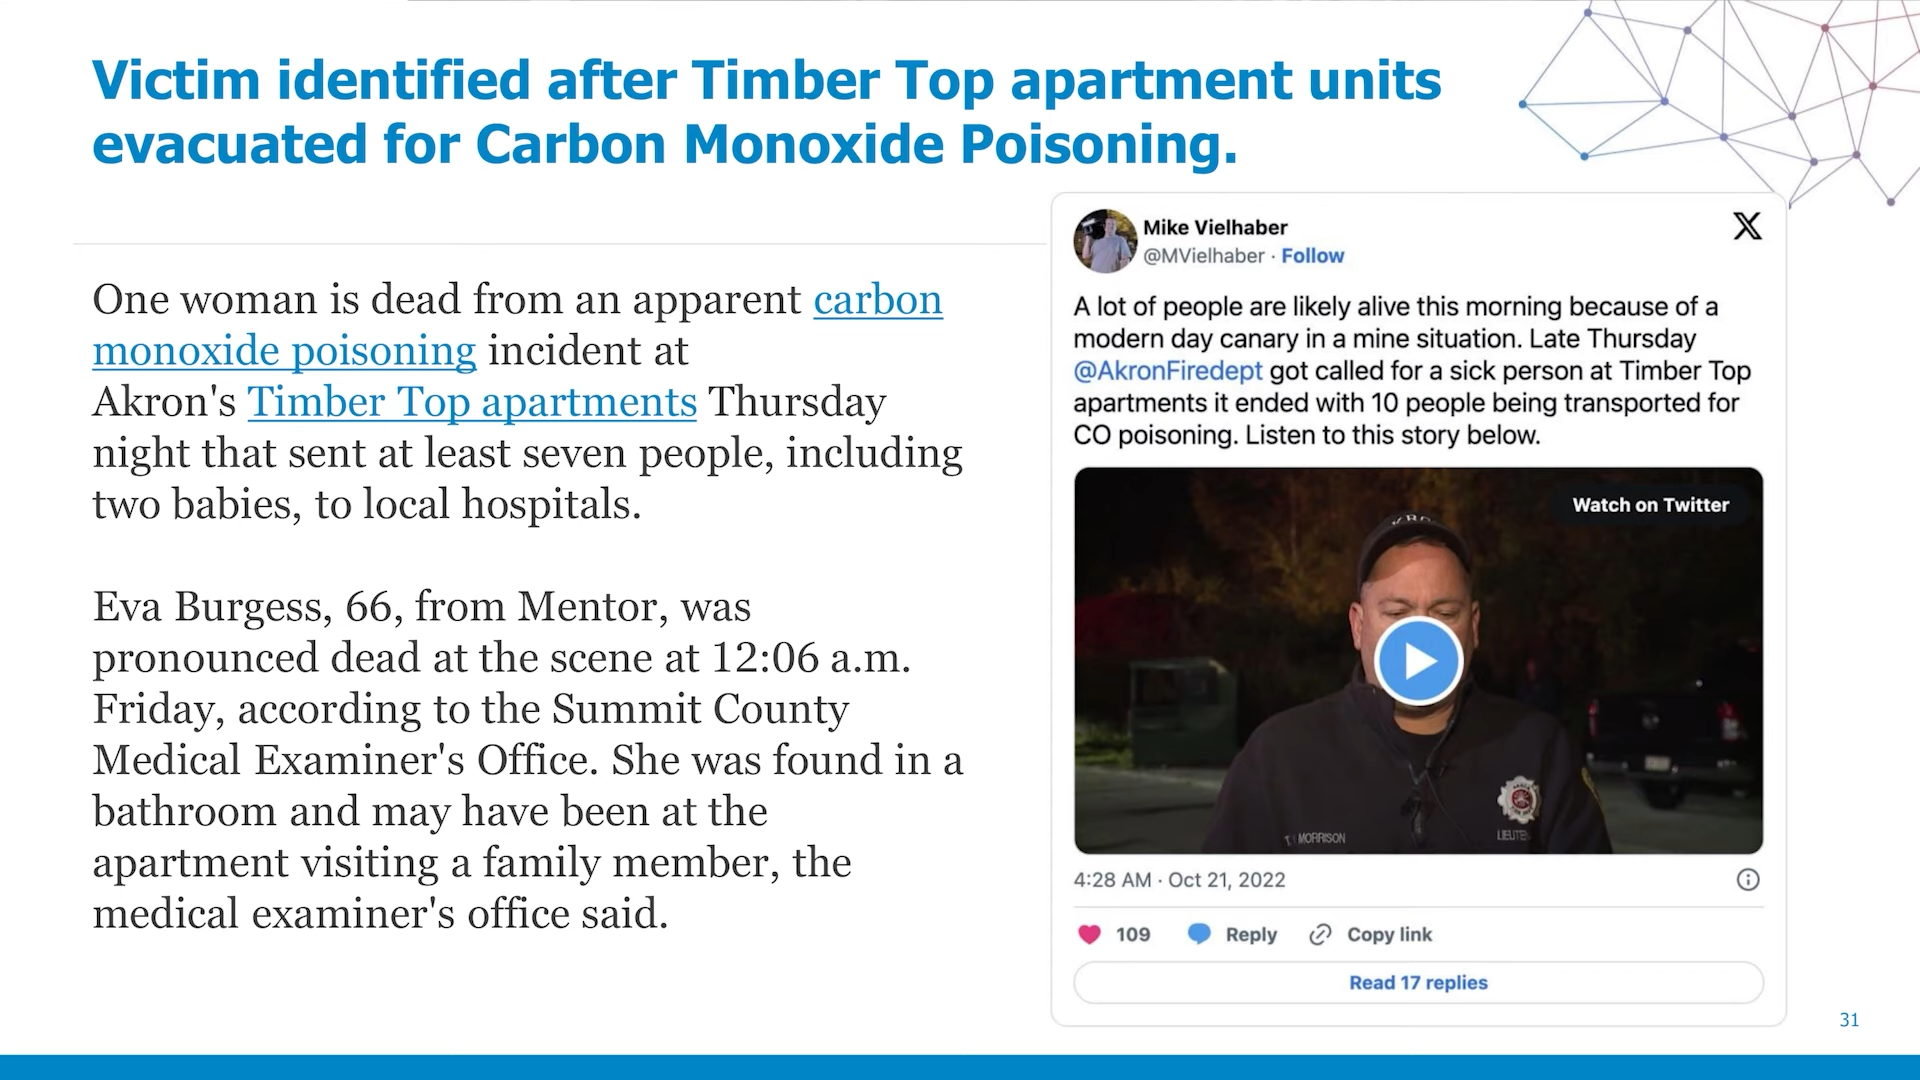 Victim identified after Timber Top apartment units
evacuated for Carbon Monoxide Poisoning.
One woman is dead from an apparent carbon
monoxide poisoning incident at
Akron's Timber Top apartments Thursday
night that sent at least seven people, including
two babies, to local hospitals.
Eva Burgess, 66, from Mentor, was
pronounced dead at the scene at 12:06 a.m.
Friday, according to the Summit County
Medical Examiner's Office. She was found in a
bathroom and may have been at the
apartment visiting a family member, the
medical examiner's office said.
Mike Vielhaber
@MVielhaber · Follow
A lot of people are likely alive this morning because of a
modern day canary in a mine situation. Late Thursday
@AkronFiredept got called for a sick person at Timber Top
apartments it ended with 10 people being transported for
CO poisoning. Listen to this story below.
Watch on Twitter
MORRISON
4:28 AM · Oct 21, 2022
109 Reply Copy link
Read 17 replies
31